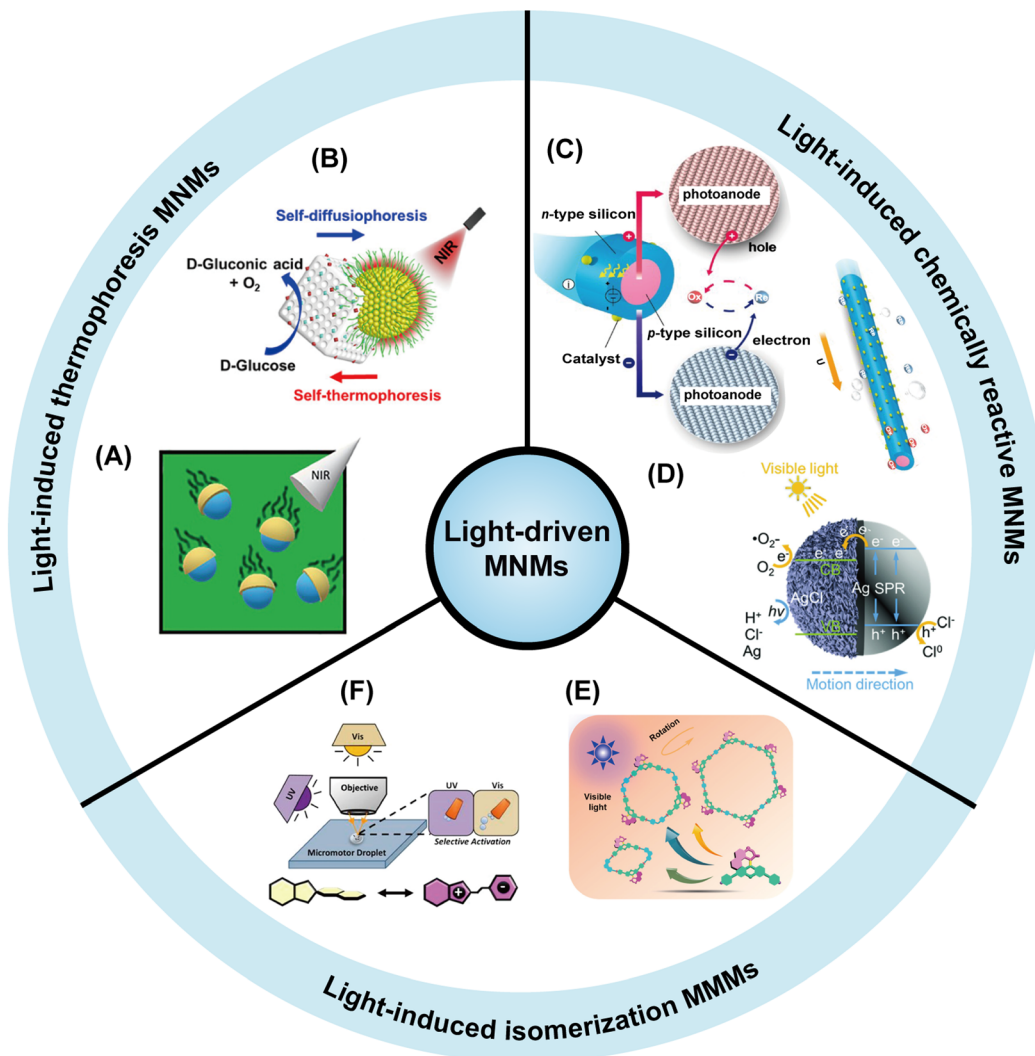 Light-induced thermophoresis MNMs
Light-induced chemically reactive MNMs
Light-induced isomerization MMMs
Light-driven
MNMs
(A)
NIR
(B)
Self-diffusiophoresis
NIR
D-Gluconic acid
+ O2
D-Glucose
Self-thermophoresis
(C)
photoanode
n-type silicon
+
+
hole
i
Ox
Re
p-type silicon
Catalyst
electron
-
-
photoanode
U
(D)
Visible light
•O2-
e-
O2
e- e- e-
e-
e-
e- e-
CB
AgCl
Ag SPR
hν
H+
Cl-
Ag
VB
h+ h+
h+
Cl-
Cl0
Motion direction
(E)
Rotation
Visible
light
(F)
Vis
UV
Objective
UV
Vis
Selective Activation
Micromotor Droplet
+
-